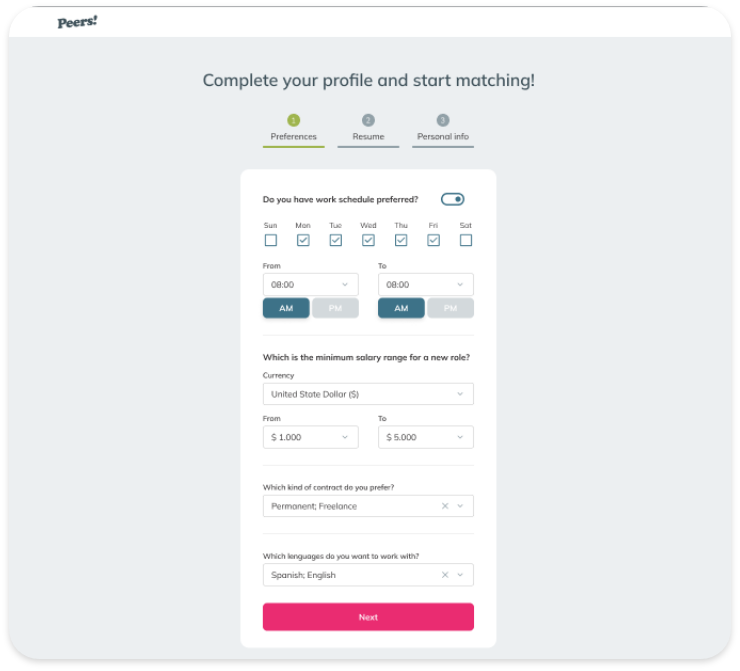 Peers!
Complete your profile and start matching!
1 2 3
Preferences Resume Personal info
Do you have work schedule preferred?
Sun Mon Tue Wed Thu Fri Sat
From To
08:00 08:00
AM PM AM PM
Which is the minimum salary range for a new role?
Currency
United State Dollar ($)
From To
$ 1.000 $ 5.000
Which kind of contract do you prefer?
Permanent; Freelance
Which lenguages do you want to work with?
Spanish; English
Next